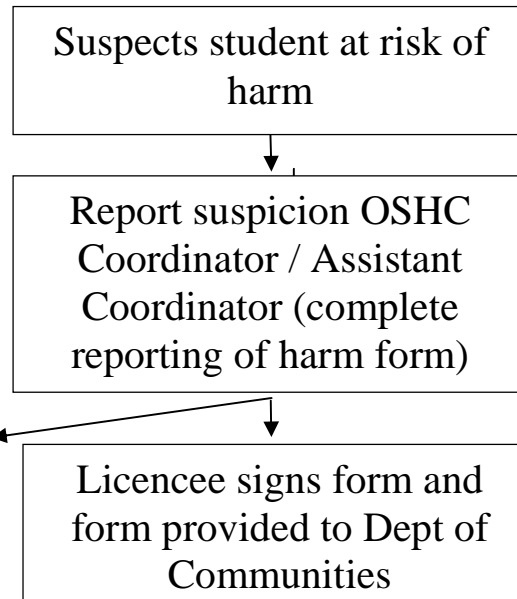 Suspects student at risk of
harm
Report suspicion OSHC
Coordinator / Assistant
Coordinator (complete
reporting of harm form)
Licencee signs form and
form provided to Dept of
Communities